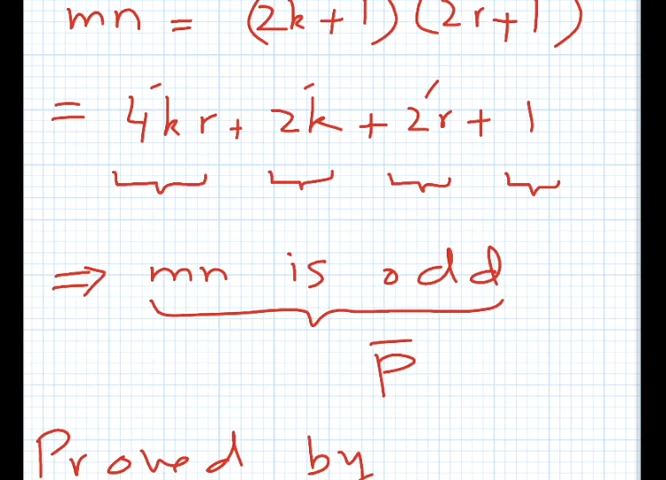 mn = (2k + 1) (2r + 1)
= 4kr + 2k + 2r + 1
⇒ mn is odd
P̅
Proved by